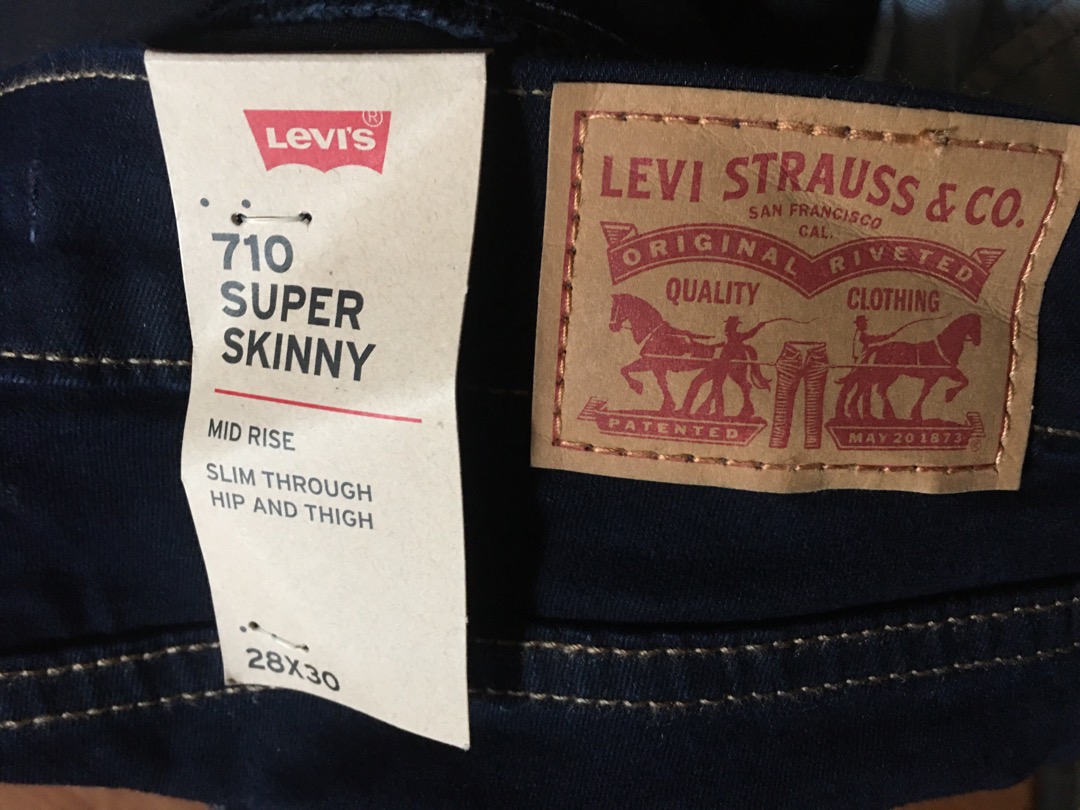 LEVI'S®
710
SUPER
SKINNY
MID RISE
SLIM THROUGH
HIP AND THIGH
28X30
LEVI STRAUSS & CO.
SAN FRANCISCO
CAL.
ORIGINAL RIVETED
QUALITY CLOTHING
PATENTED MAY 20 1873